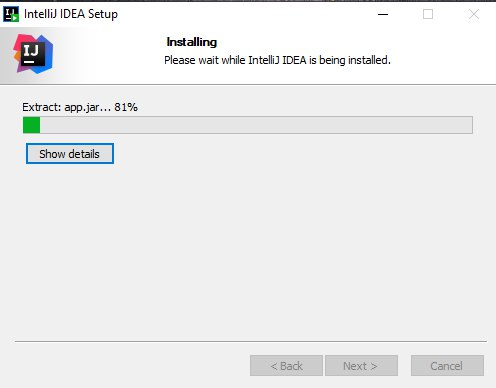 IntelliJ IDEA Setup
IJ
Installing
Please wait while IntelliJ IDEA is being installed.
Extract: app.jar... 81%
Show details
< Back
Next >
Cancel